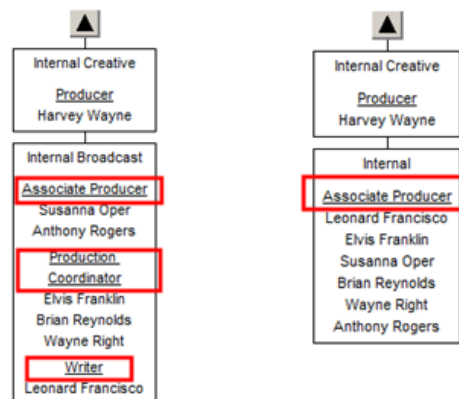 Internal Creative
Producer
Harvey Wayne
Internal Broadcast
Associate Producer
Susanna Oper
Anthony Rogers
Production
Coordinator
Elvis Franklin
Brian Reynolds
Wayne Right
Writer
Leonard Francisco
Internal Creative
Producer
Harvey Wayne
Internal
Associate Producer
Leonard Francisco
Elvis Franklin
Susanna Oper
Brian Reynolds
Wayne Right
Anthony Rogers